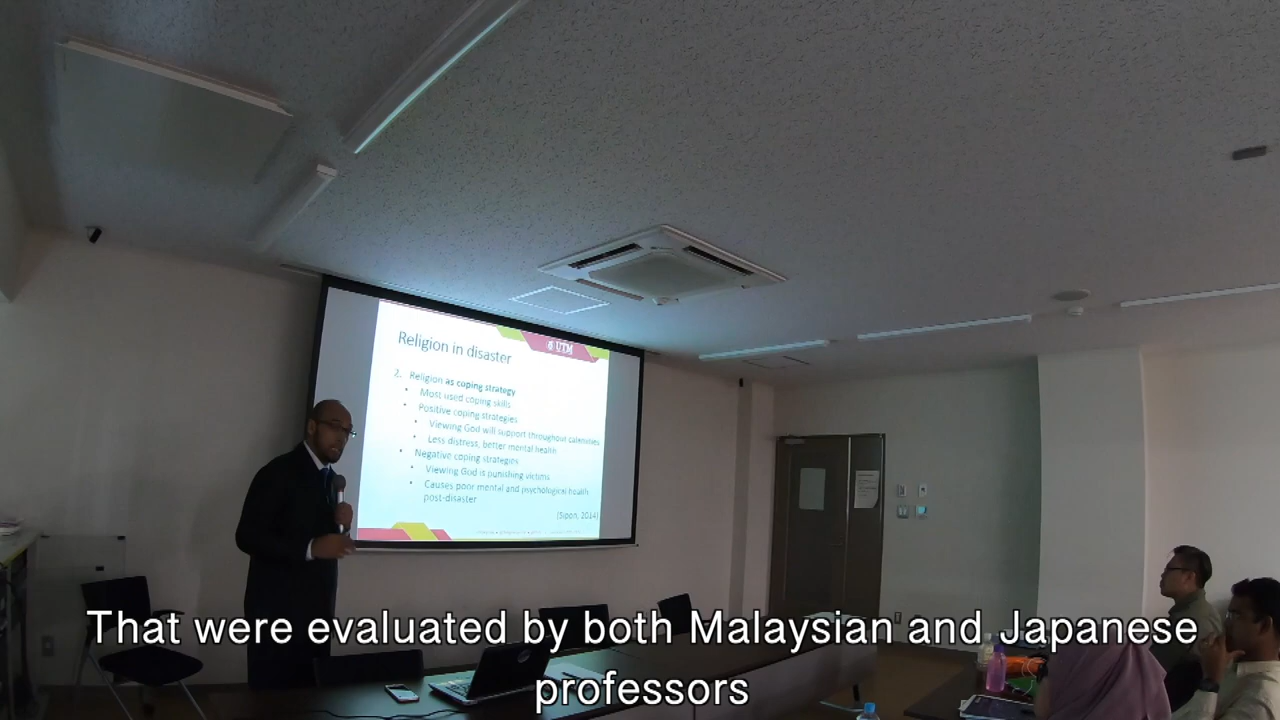 UTM
Religion in disaster
2. Religion as coping strategy
• Most used coping skills
• Positive coping strategies
• Viewing God will support throughout calamities
• Less distress, better mental health
• Negative coping strategies
• Viewing God is punishing victims
• Causes poor mental and psychological health
post-disaster
(Sipon, 2014)
That were evaluated by both Malaysian and Japanese
professors